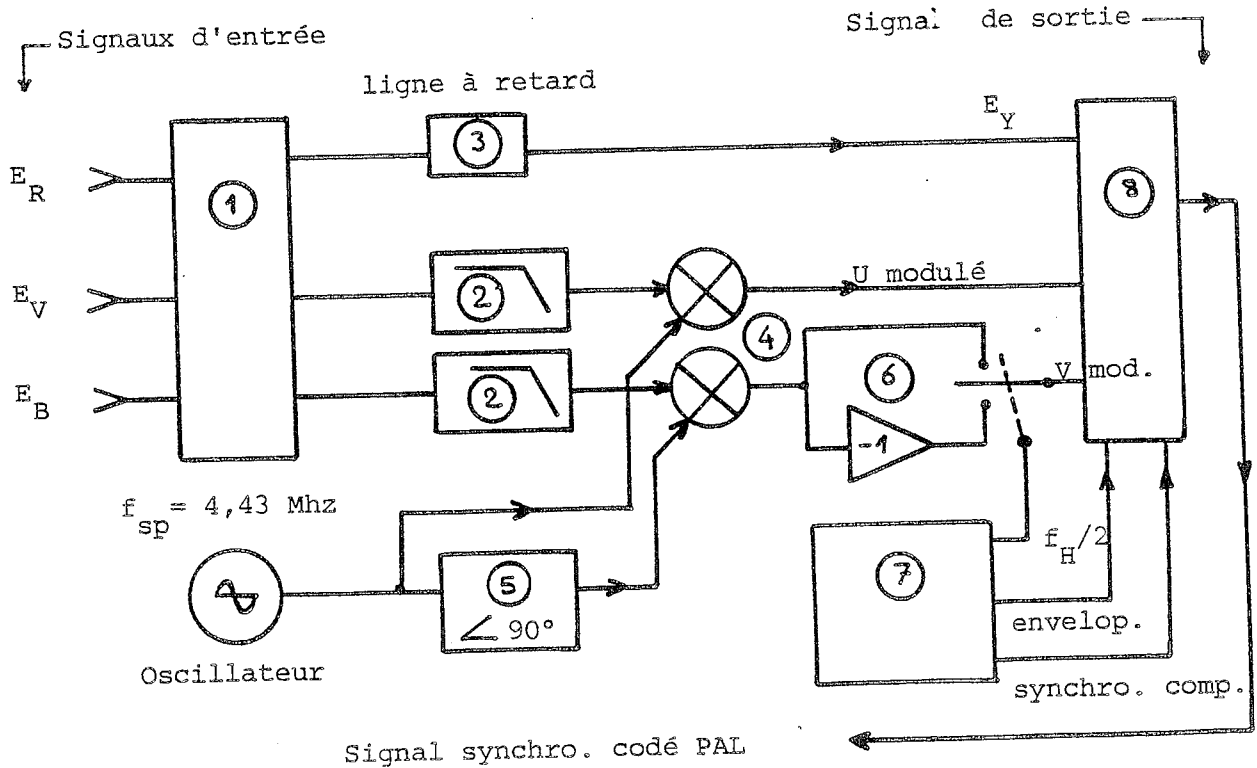 Signaux d'entrée
Signal de sortie
ligne à retard
E_Y
3
E_R
1
8
E_V
2
U modulé
4
E_B
2
6
V mod.
-1
f_sp = 4,43 Mhz
f_H/2
5
7
∠ 90°
envelop.
Oscillateur
synchro. comp.
Signal synchro. codé PAL